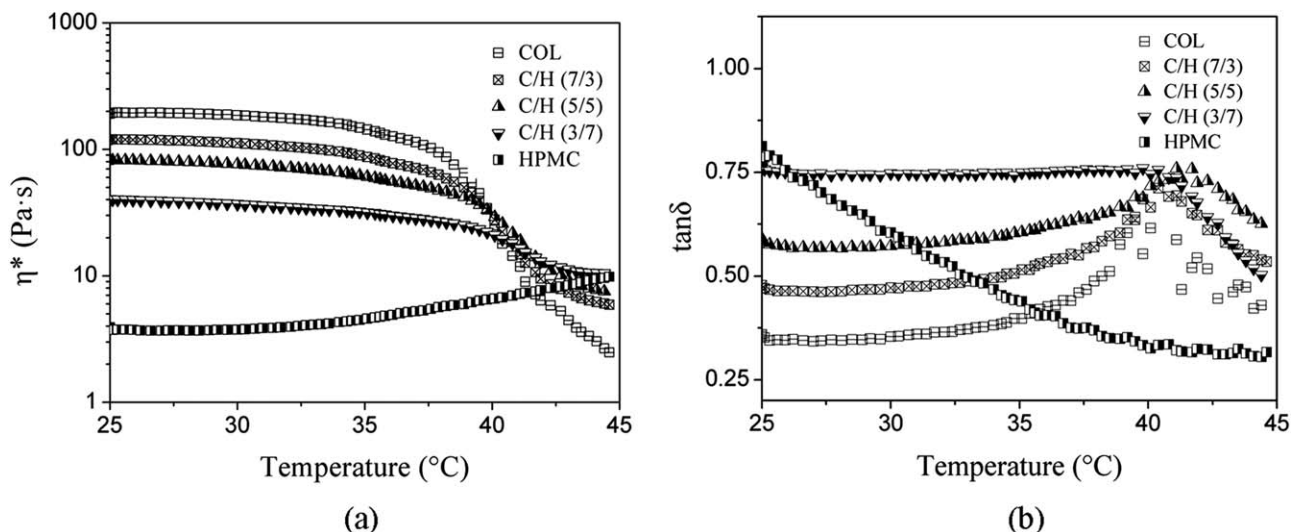 1000
100
10
1
η* (Pa·s)
COL
C/H (7/3)
C/H (5/5)
C/H (3/7)
HPMC
25 35 35 40 45
Temperature (°C)
(a)
1.00
0.75
0.50
0.25
tanδ
COL
C/H (7/3)
C/H (5/5)
C/H (3/7)
HPMC
25 35 35 40 45
Temperature (°C)
(b)